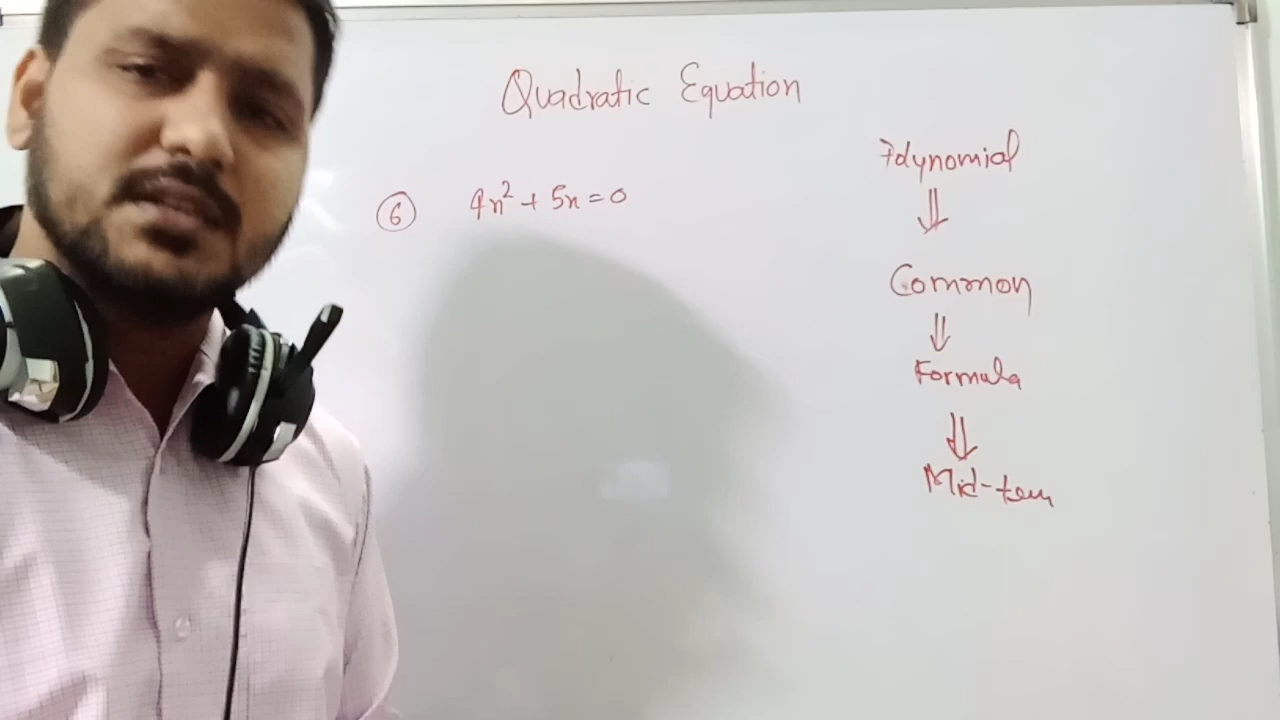 Quadratic Equation
⑥ 4x² + 5x = 0
Polynomial
⇓
Common
⇓
Formula
⇓
Mid-term